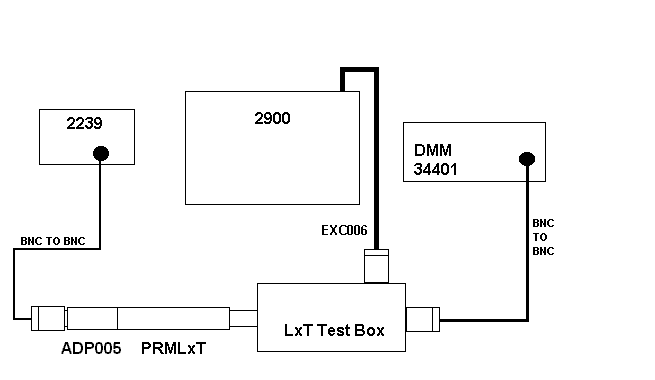 2239
2900
DMM
34401
EXC006
BNC
TO
BNC
BNC TO BNC
LxT Test Box
ADP005 PRMLxT